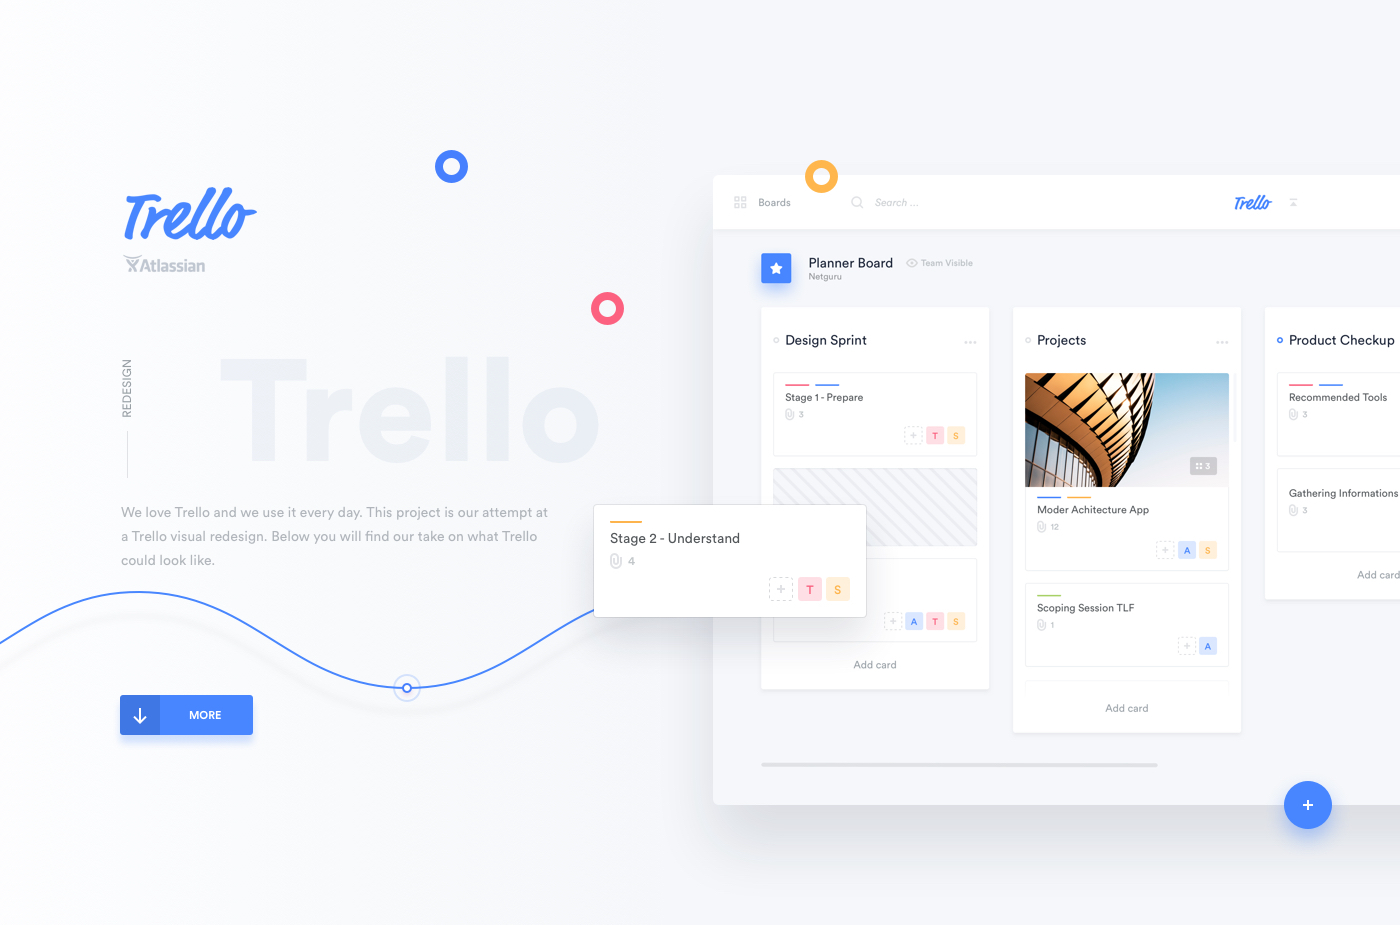 Trello
Atlassian
REDESIGN
Trello
We love Trello and we use it every day. This project is our attempt at
a Trello visual redesign. Below you will find our take on what Trello
could look like.
MORE
Boards
Search ...
Trello
Planner Board
Team Visible
Netguru
Design Sprint
Stage 1 - Prepare
3
+ T S
Stage 2 - Understand
4
+ T S
+ A T S
Add card
Projects
3
Moder Achitecture App
12
+ A S
Scoping Session TLF
1
+ A
Add card
Product Checkup
Recommended Tools
3
Gathering Informations
3
Add card
+